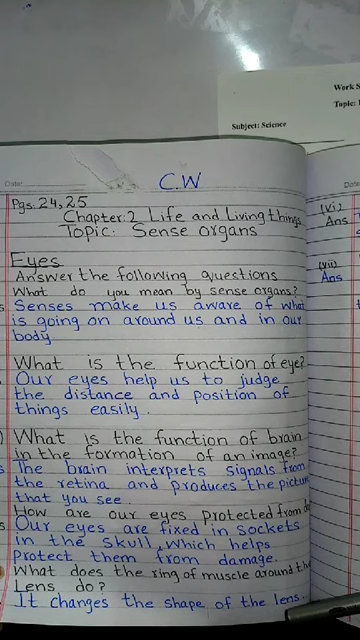 Work S
Topic:
Subject: Science
Date:
C.W
Pgs: 24,25
Chapter:2 Life and Living things
Topic: Sense organs
Eyes
Answer the following questions
What do you mean by sense organs?
Senses make us aware of what
is going on around us and in our
body
What is the function of eye?
Our eyes help us to judge
the distance and position of
things easily.
What is the function of brain
in the formation of an image?
The brain interprets signals from
the retina and produces the picture
that you see.
How are our eyes protected from
Our eyes are fixed in sockets
in the skull, which helps
protect them from damage.
What does the ring of muscle around the
Lens do?
It changes the shape of the lens.
Date
(vi)
Ans
(vii)
Ans